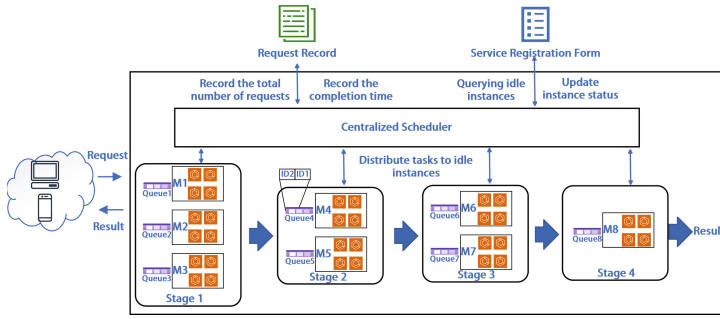 Request Record
Service Registration Form
Record the total
number of requests
Record the
completion time
Querying idle
instances
Update
instance status
Centralized Scheduler
Distribute tasks to idle
instances
Request
Result
M1
Queue1
M2
Queue2
M3
Queue3
Stage 1
ID2 ID1
M4
Queue4
M5
Queue5
Stage 2
M6
Queue6
M7
Queue7
Stage 3
M8
Queue8
Stage 4
Result